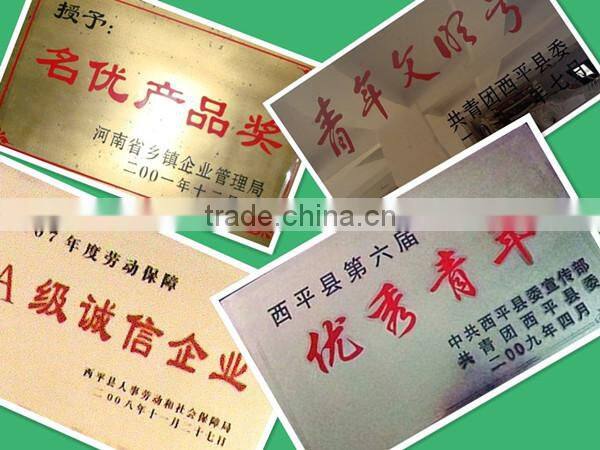 授予:
名优产品奖
河南省乡镇企业管理局
二00一年十二
青年文明号
共青团西平县委
年七月
trade.china.cn
07年度劳动保障
A级诚信企业
西平县人事劳动和社会保障局
二00八年十一月二十七日
西平县第六届
优秀青年
中共西平县委宣传部
共青团西平县委
二00九年四月